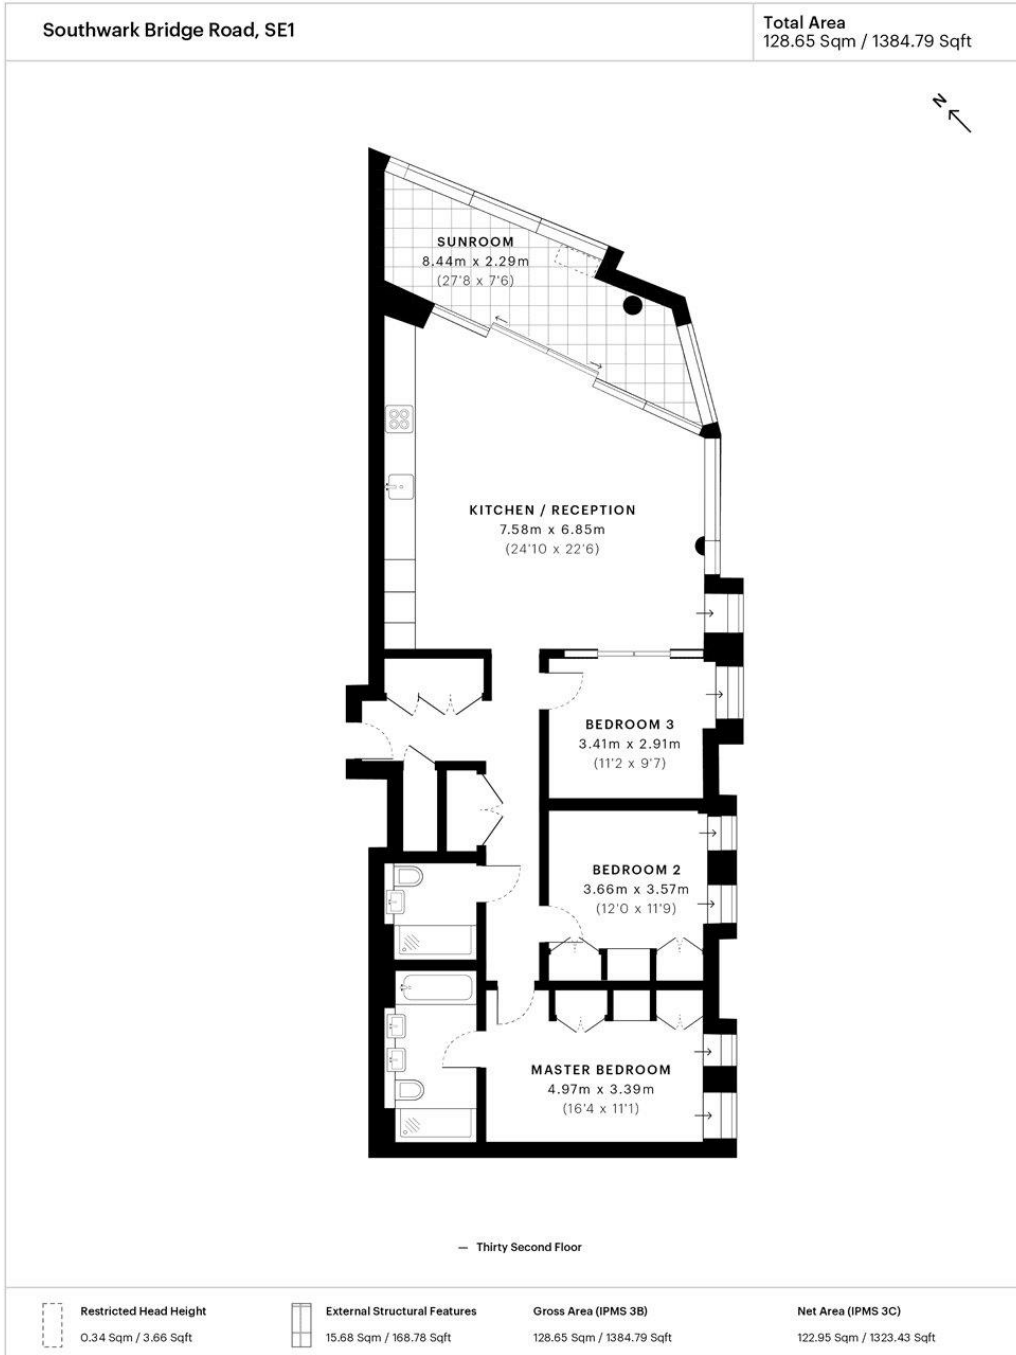 Southwark Bridge Road, SE1
Total Area
128.65 Sqm / 1384.79 Sqft
N
SUNROOM
8.44m x 2.29m
(27'8 x 7'6)
KITCHEN / RECEPTION
7.58m x 6.85m
(24'10 x 22'6)
BEDROOM 3
3.41m x 2.91m
(11'2 x 9'7)
BEDROOM 2
3.66m x 3.57m
(12'0 x 11'9)
MASTER BEDROOM
4.97m x 3.39m
(16'4 x 11'1)
— Thirty Second Floor
Restricted Head Height
0.34 Sqm / 3.66 Sqft
External Structural Features
15.68 Sqm / 168.78 Sqft
Gross Area (IPMS 3B)
128.65 Sqm / 1384.79 Sqft
Net Area (IPMS 3C)
122.95 Sqm / 1323.43 Sqft